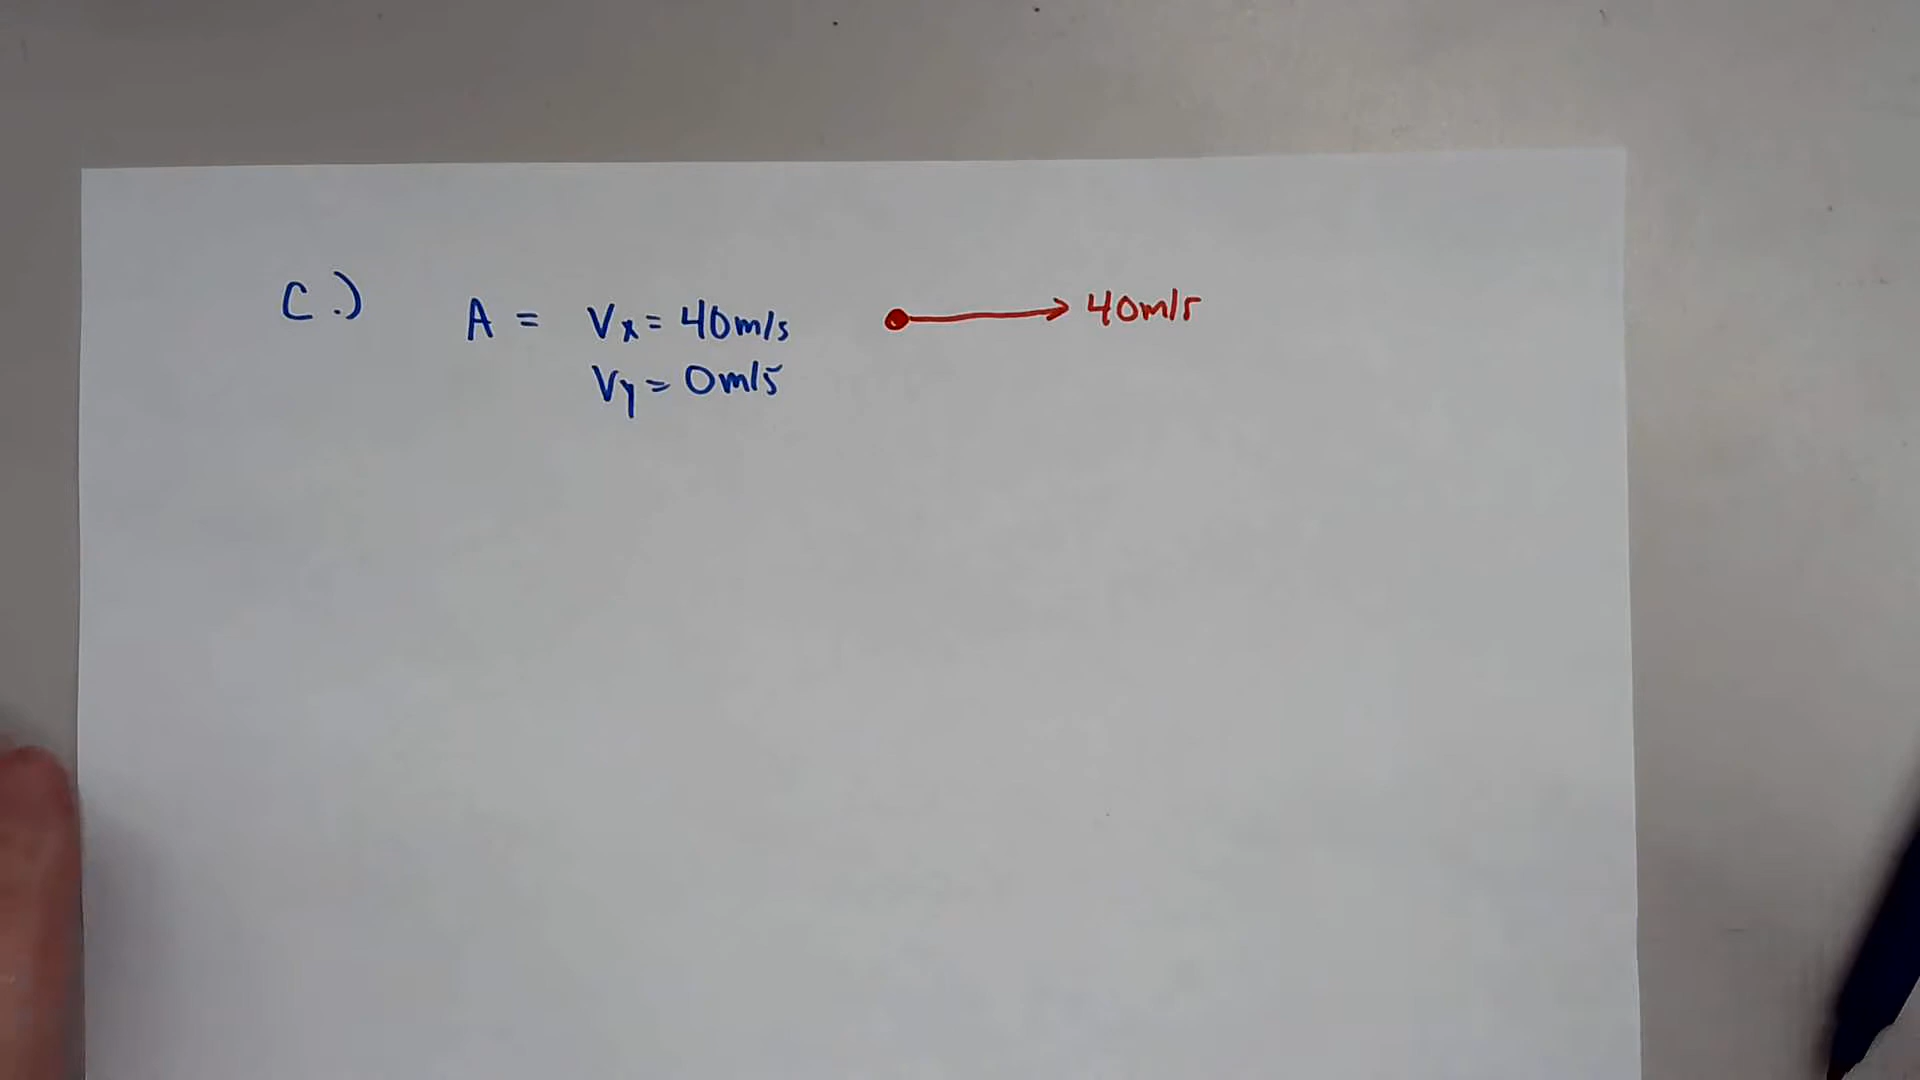 C.) A = Vx = 40m/s 40m/s
Vy = 0m/s